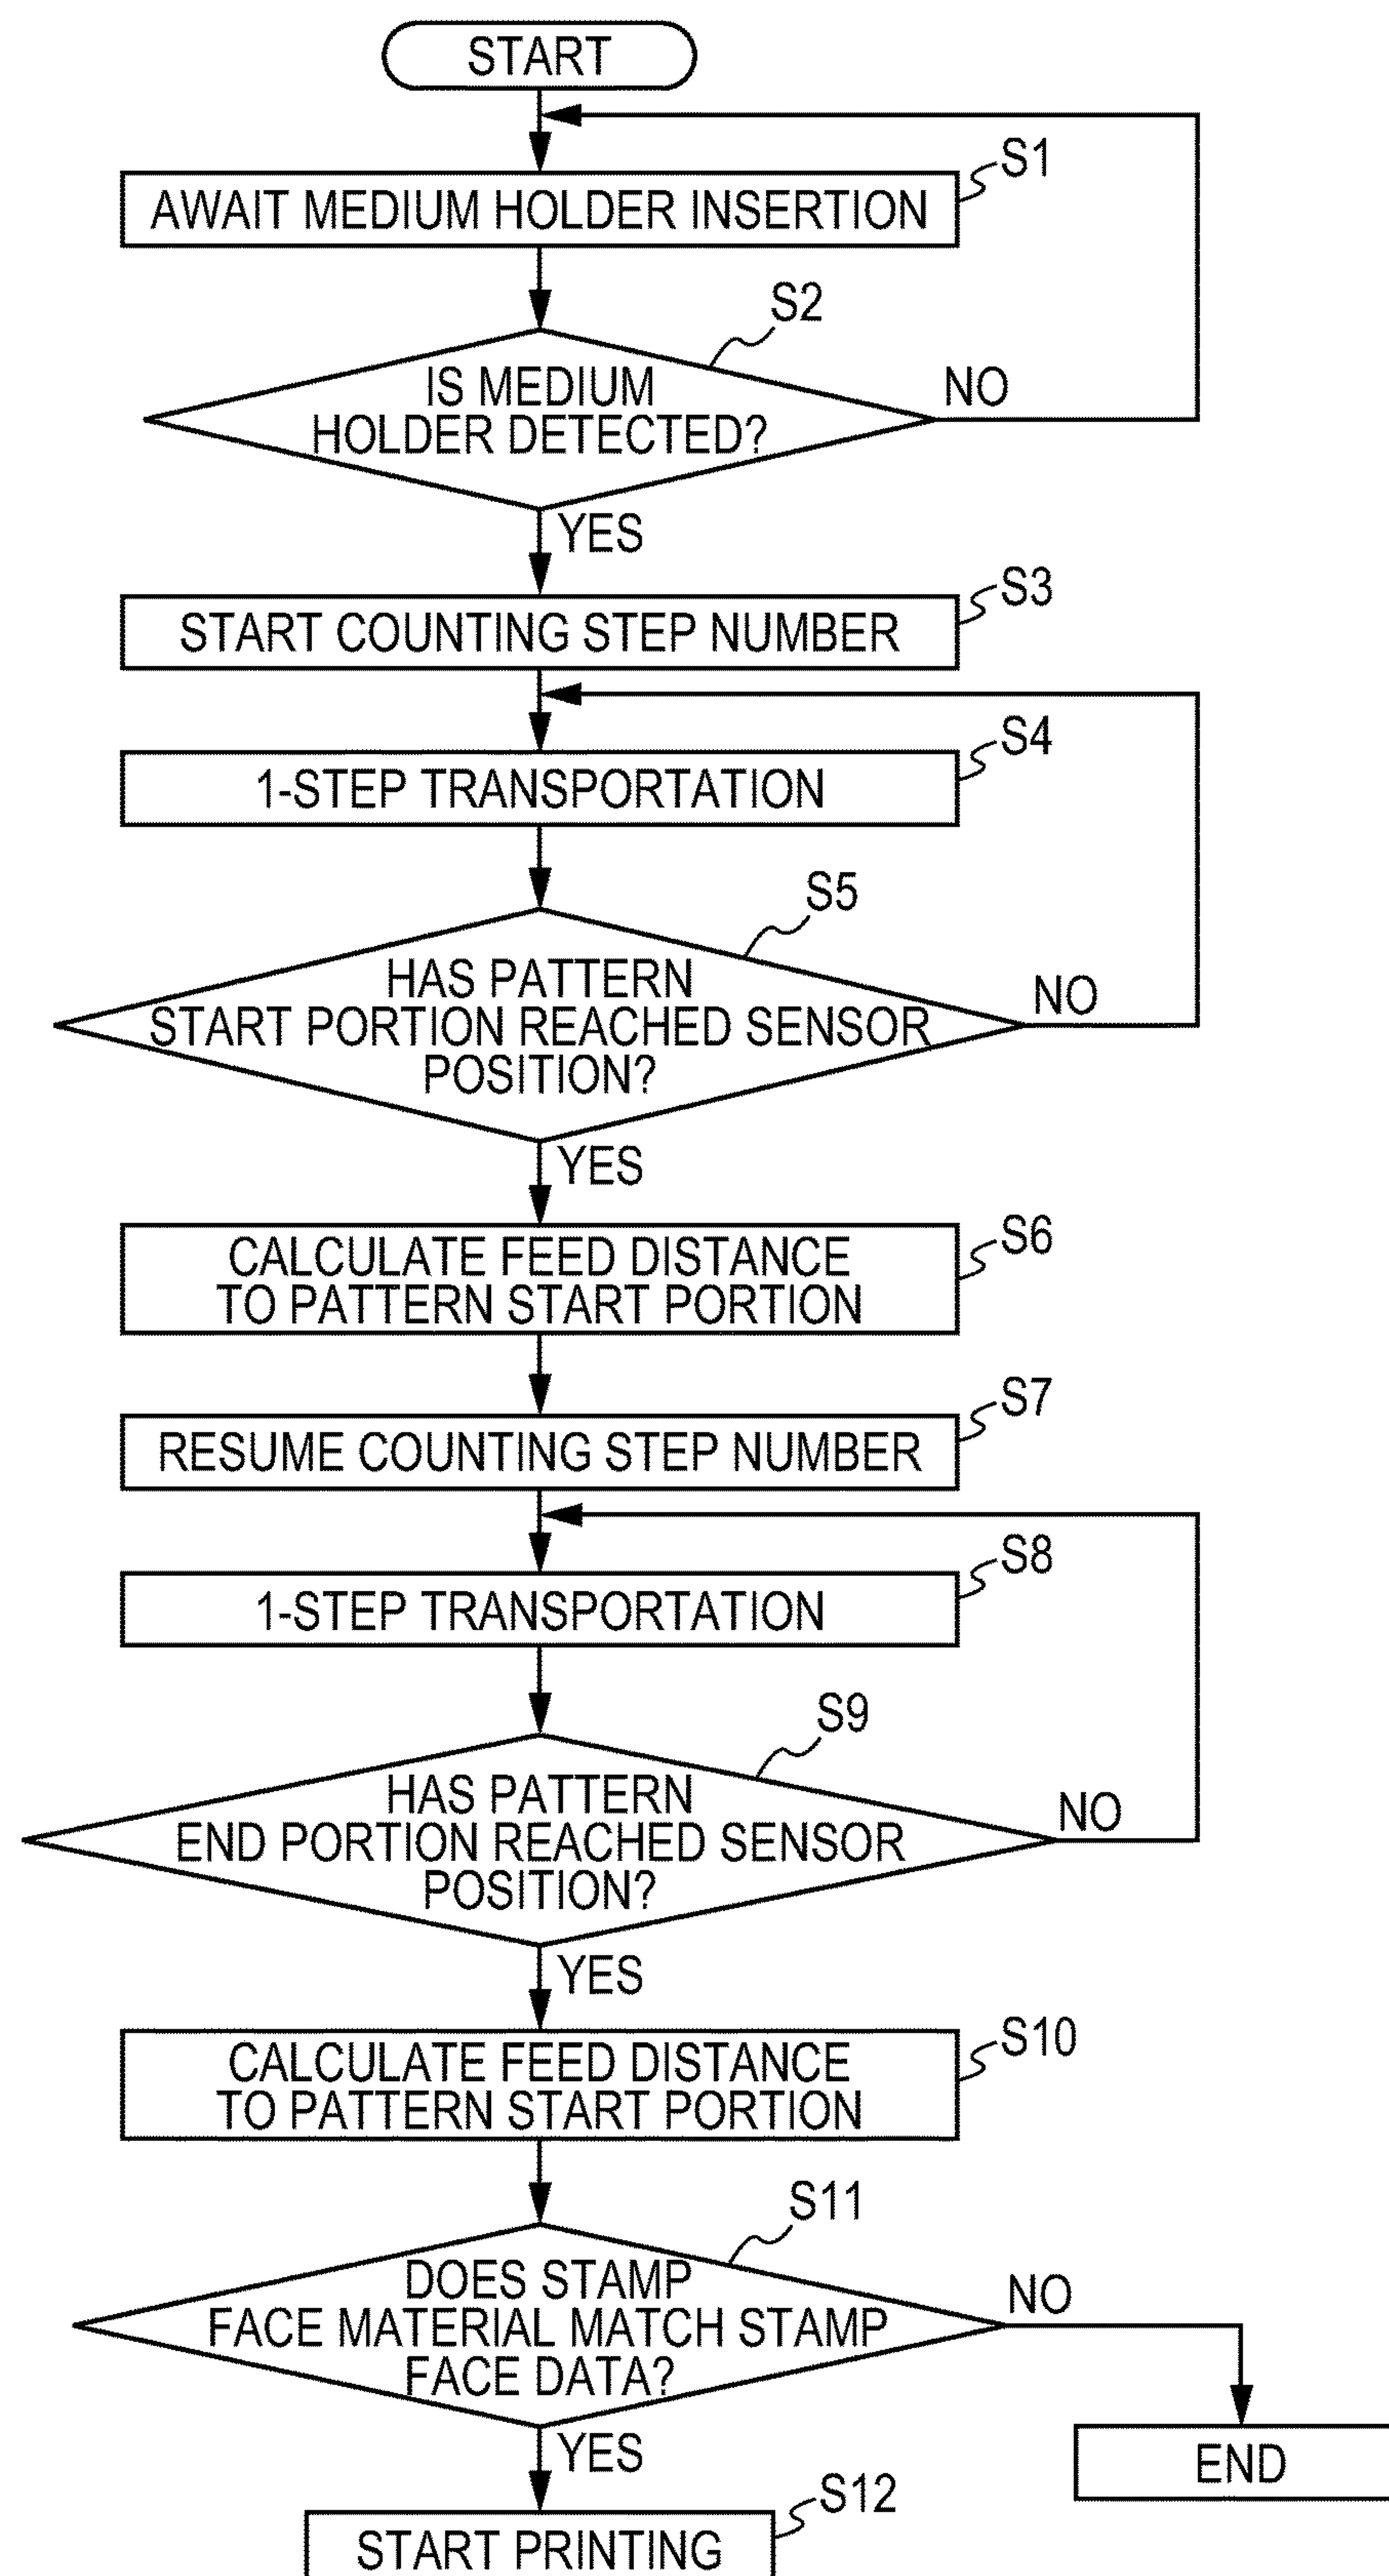 START
S1
AWAIT MEDIUM HOLDER INSERTION
S2
IS MEDIUM
HOLDER DETECTED?
NO
YES
S3
START COUNTING STEP NUMBER
S4
1-STEP TRANSPORTATION
S5
HAS PATTERN
START PORTION REACHED SENSOR
POSITION?
NO
YES
S6
CALCULATE FEED DISTANCE
TO PATTERN START PORTION
S7
RESUME COUNTING STEP NUMBER
S8
1-STEP TRANSPORTATION
S9
HAS PATTERN
END PORTION REACHED SENSOR
POSITION?
NO
YES
S10
CALCULATE FEED DISTANCE
TO PATTERN START PORTION
S11
DOES STAMP
FACE MATERIAL MATCH STAMP
FACE DATA?
NO
YES
END
S12
START PRINTING